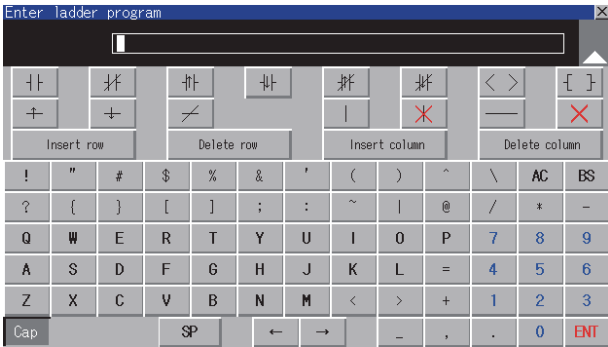 Enter ladder program ×
< > { }
Insert row Delete row Insert column Delete column
! " # $ % & ' ( ) ^ \ AC BS
? { } [ ] ; : ~ | @ / * -
Q W E R T Y U I O P 7 8 9
A S D F G H J K L = 4 5 6
Z X C V B N M < > + 1 2 3
Cap SP ← → _ , . 0 ENT